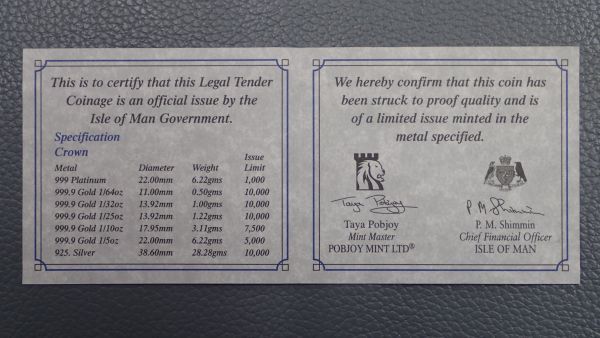 This is to certify that this Legal Tender
Coinage is an official issue by the
Isle of Man Government.
Specification
Crown
Metal Diameter Weight Issue Limit
999 Platinum 22.00mm 6.22gms 1,000
999.9 Gold 1/64oz 11.00mm 0.50gms 10,000
999.9 Gold 1/32oz 13.92mm 1.00gms 10,000
999.9 Gold 1/25oz 13.92mm 1.22gms 10,000
999.9 Gold 1/10oz 17.95mm 3.11gms 7,500
999.9 Gold 1/5oz 22.00mm 6.22gms 5,000
925. Silver 38.60mm 28.28gms 10,000
We hereby confirm that this coin has
been struck to proof quality and is
of a limited issue minted in the
metal specified.
Taya Pobjoy
Taya Pobjoy
Mint Master
POBJOY MINT LTD®
P. M. Shimmin
P. M. Shimmin
Chief Financial Officer
ISLE OF MAN